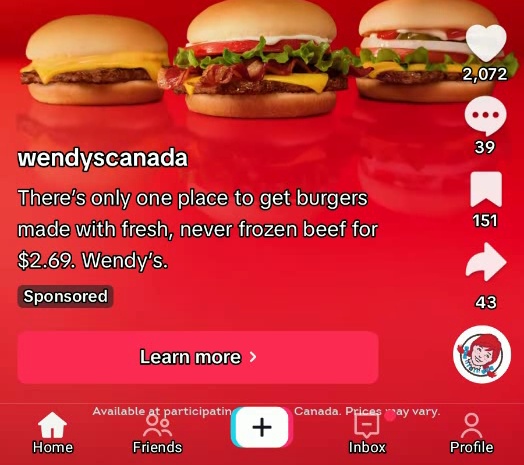 2,072
39
wendyscanada
There's only one place to get burgers
made with fresh, never frozen beef for
$2.69. Wendy's.
151
43
Sponsored
Learn more >
Available at participatin Canada. Prices may vary.
Home
Friends
Inbox
Profile